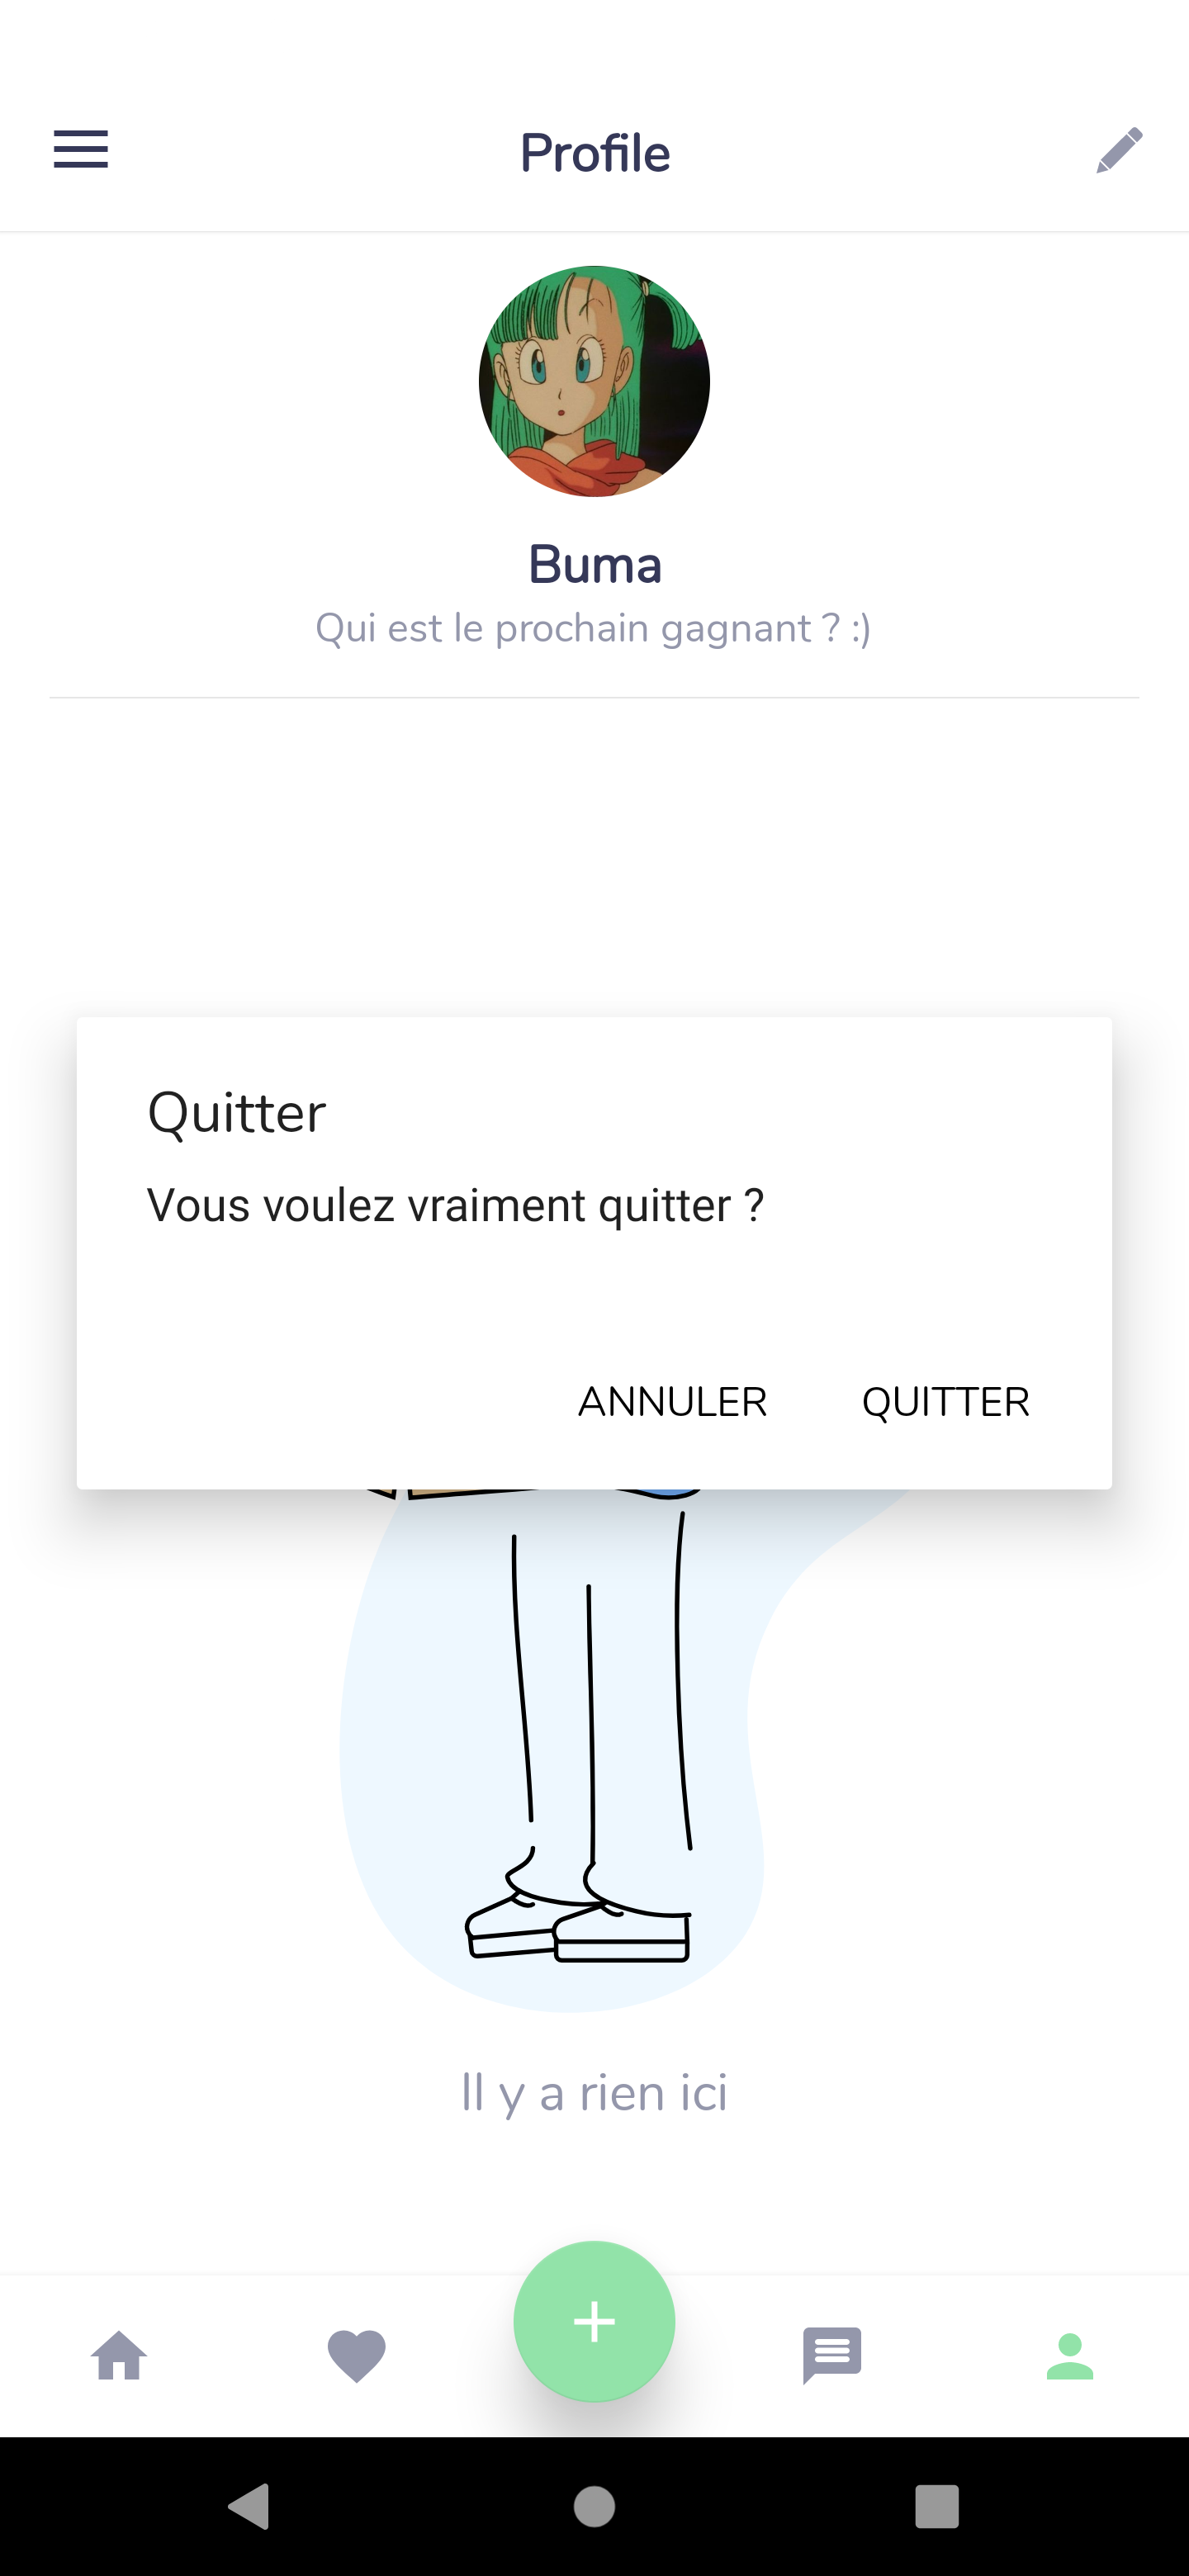 Profile
Buma
Qui est le prochain gagnant ? :)
Quitter
Vous voulez vraiment quitter ?
ANNULER QUITTER
Il y a rien ici